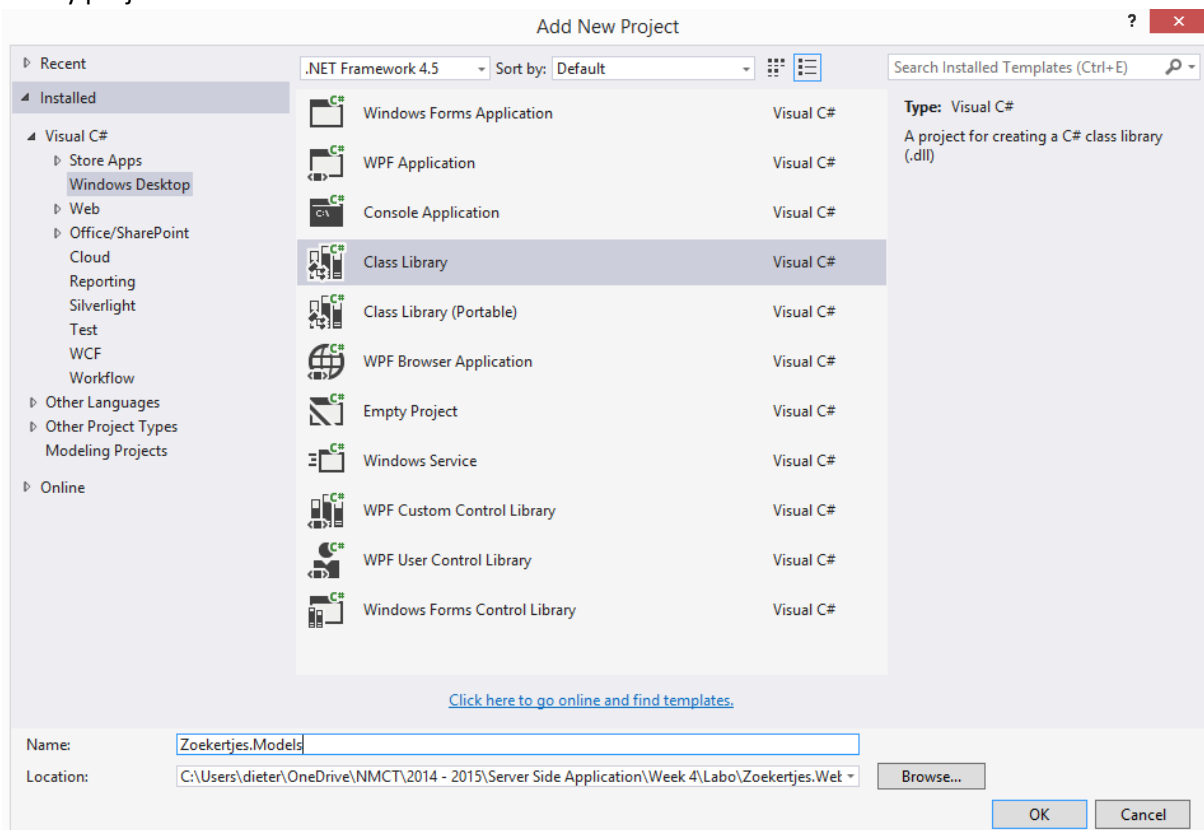 Add New Project
?
Recent
.NET Framework 4.5
Sort by:
Default
Search Installed Templates (Ctrl+E)
Installed
Visual C#
Store Apps
Windows Desktop
Web
Office/SharePoint
Cloud
Reporting
Silverlight
Test
WCF
Workflow
Other Languages
Other Project Types
Modeling Projects
Online
C# Windows Forms Application Visual C#
C# WPF Application Visual C#
C# Console Application Visual C#
C# Class Library Visual C#
C# Class Library (Portable) Visual C#
C# WPF Browser Application Visual C#
C# Empty Project Visual C#
C# Windows Service Visual C#
C# WPF Custom Control Library Visual C#
C# WPF User Control Library Visual C#
C# Windows Forms Control Library Visual C#
Type: Visual C#
A project for creating a C# class library
(.dll)
Click here to go online and find templates.
Name: Zoekertjes.Models
Location: C:\Users\dieter\OneDrive\NMCT\2014 - 2015\Server Side Application\Week 4\Labo\Zoekertjes.Wel
Browse...
OK Cancel